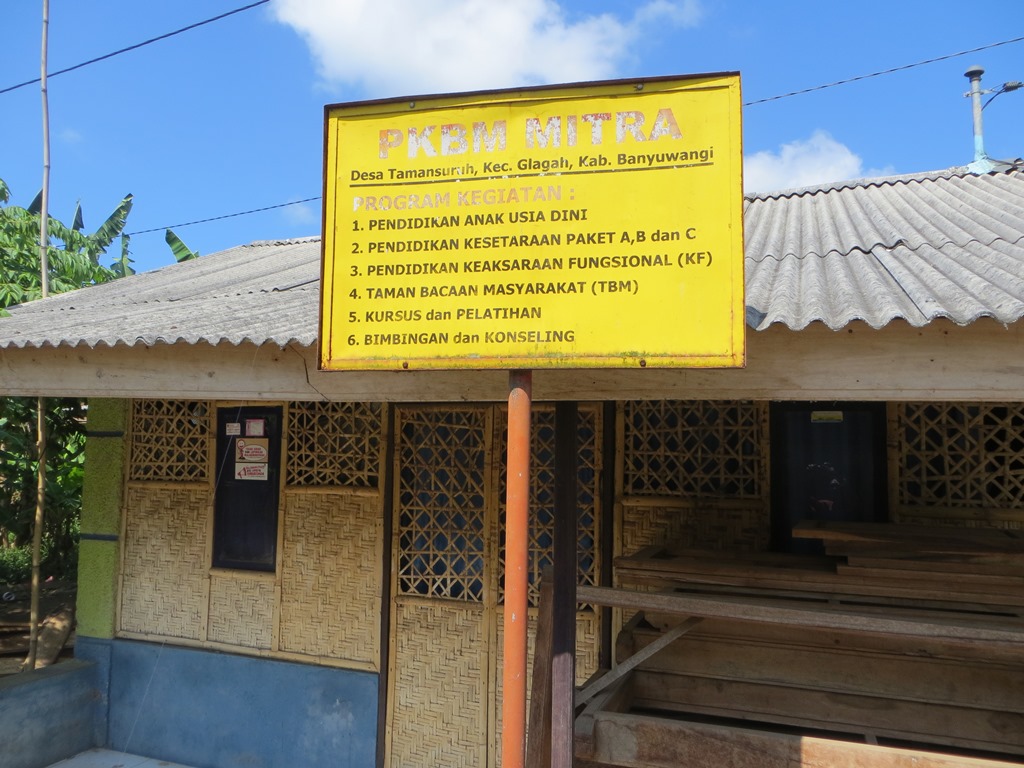 PKBM MITRA
Desa Tamansuruh, Kec. Glagah, Kab. Banyuwangi
PROGRAM KEGIATAN :
1. PENDIDIKAN ANAK USIA DINI
2. PENDIDIKAN KESETARAAN PAKET A,B dan C
3. PENDIDIKAN KEAKSARAAN FUNGSIONAL (KF)
4. TAMAN BACAAN MASYARAKAT (TBM)
5. KURSUS dan PELATIHAN
6. BIMBINGAN dan KONSELING